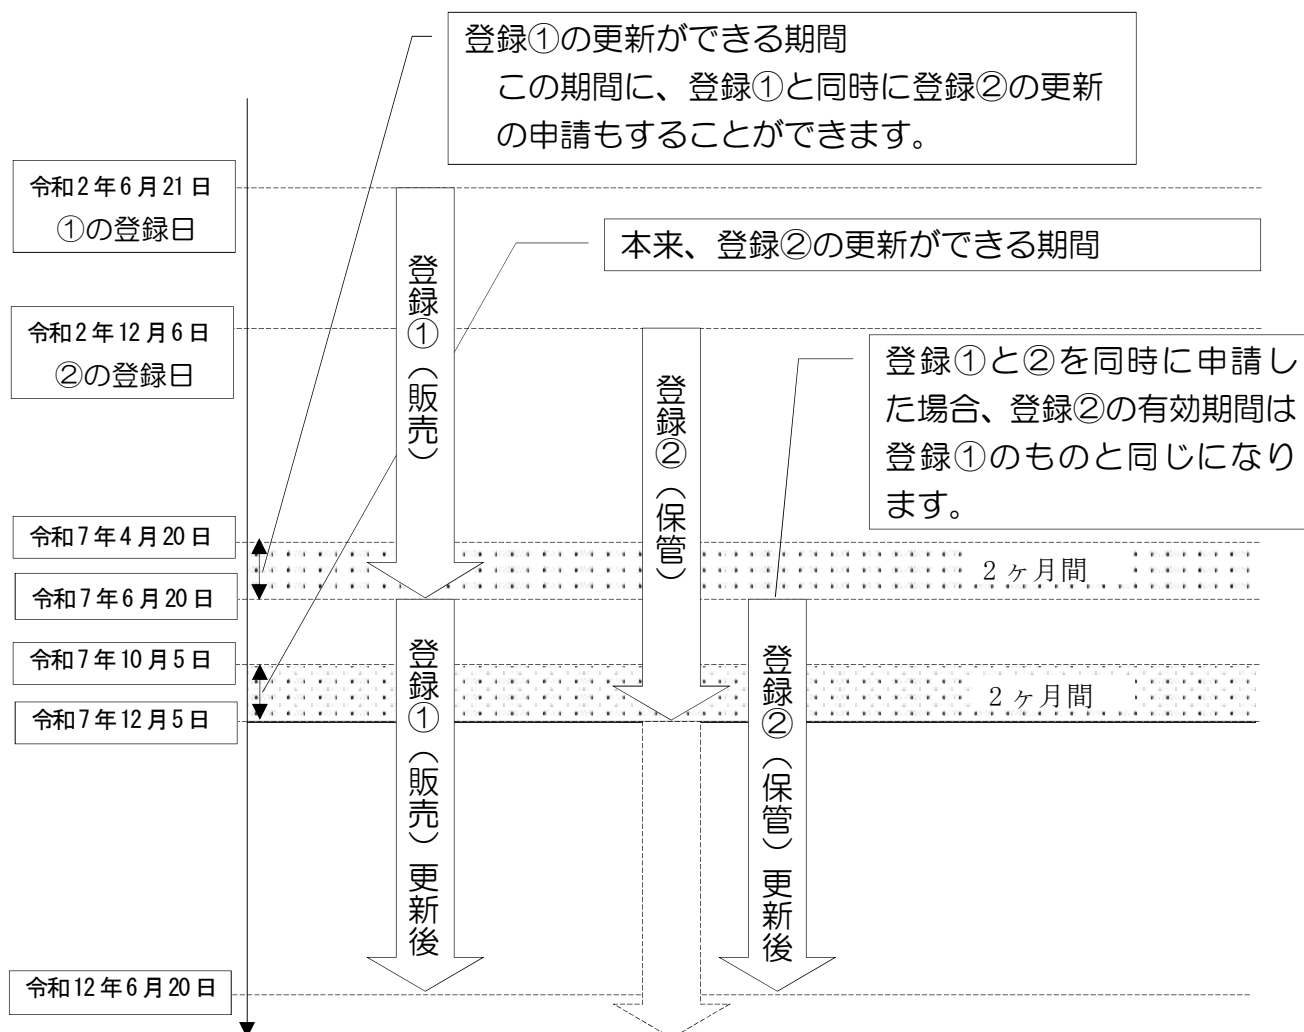 登録①の更新ができる期間
この期間に、登録①と同時に登録②の更新
の申請もすることができます。
令和2年6月21日
①の登録日
本来、登録②の更新ができる期間
登録①（販売）
令和2年12月6日
②の登録日
登録①と②を同時に申請し
た場合、登録②の有効期間は
登録①のものと同じになり
ます。
登録②（保管）
令和7年4月20日
2ヶ月間
令和7年6月20日
令和7年10月5日
2ヶ月間
令和7年12月5日
登録①（販売）更新後
登録②（保管）更新後
令和12年6月20日